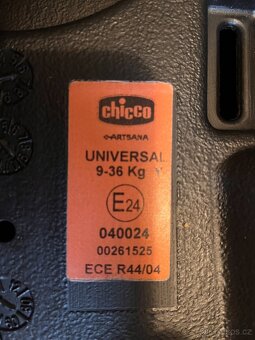 chicco
ARTSANA
UNIVERSAL
9-36 Kg Y
E24
040024
00261525
ECE R44/04